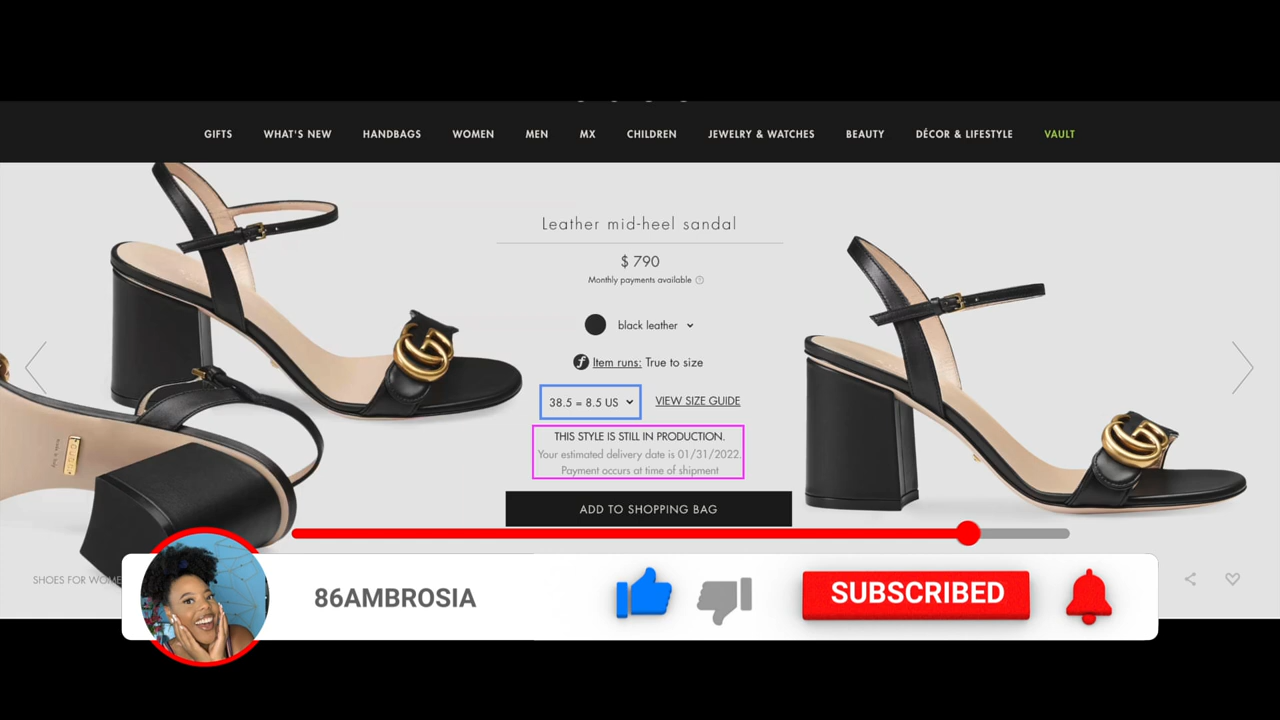 GIFTS WHAT'S NEW HANDBAGS WOMEN MEN MX CHILDREN JEWELRY & WATCHES BEAUTY DÉCOR & LIFESTYLE VAULT
Leather mid-heel sandal
$ 790
Monthly payments available ?
black leather
f Item runs: True to size
38.5 = 8.5 US VIEW SIZE GUIDE
THIS STYLE IS STILL IN PRODUCTION.
Your estimated delivery date is 01/31/2022.
Payment occurs at time of shipment
ADD TO SHOPPING BAG
SHOES FOR WOME
86AMBROSIA SUBSCRIBED